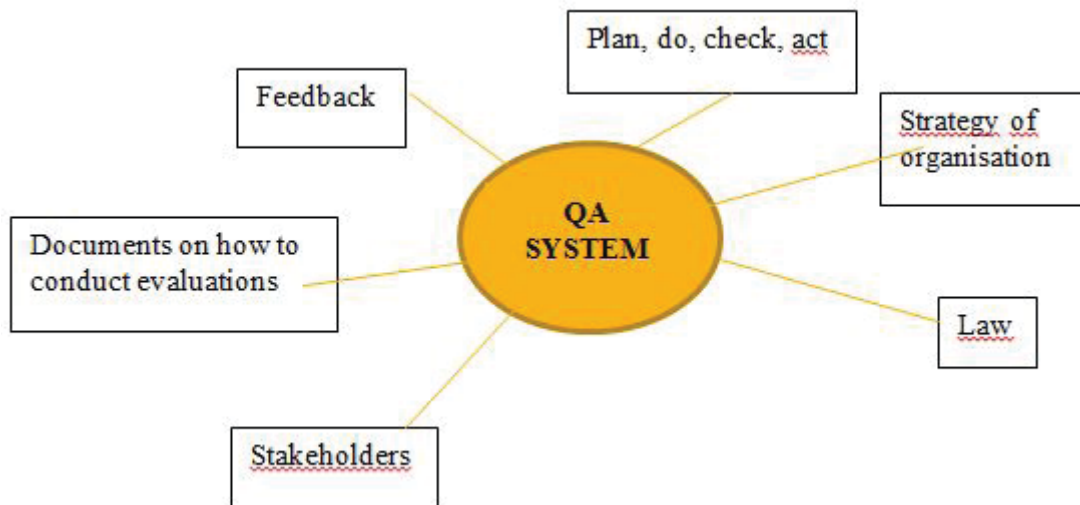 Plan, do, check, act
Feedback
Strategy of
organisation
QA
SYSTEM
Documents on how to
conduct evaluations
Law
Stakeholders